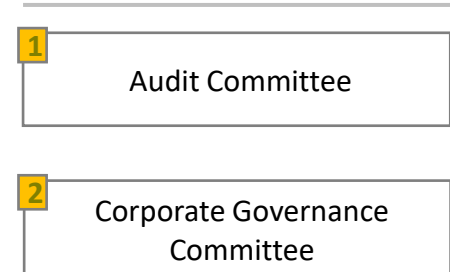 1
Audit Committee
2
Corporate Governance
Committee